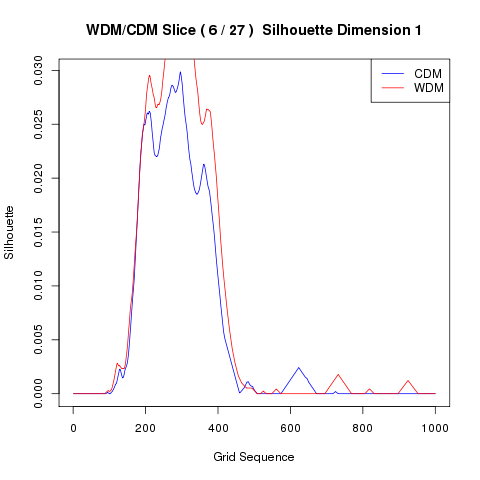 WDM/CDM Slice ( 6 / 27 )  Silhouette Dimension 1
CDM
WDM
Silhouette
0.030
0.025
0.020
0.015
0.010
0.005
0.000
0 200 400 600 800 1000
Grid Sequence